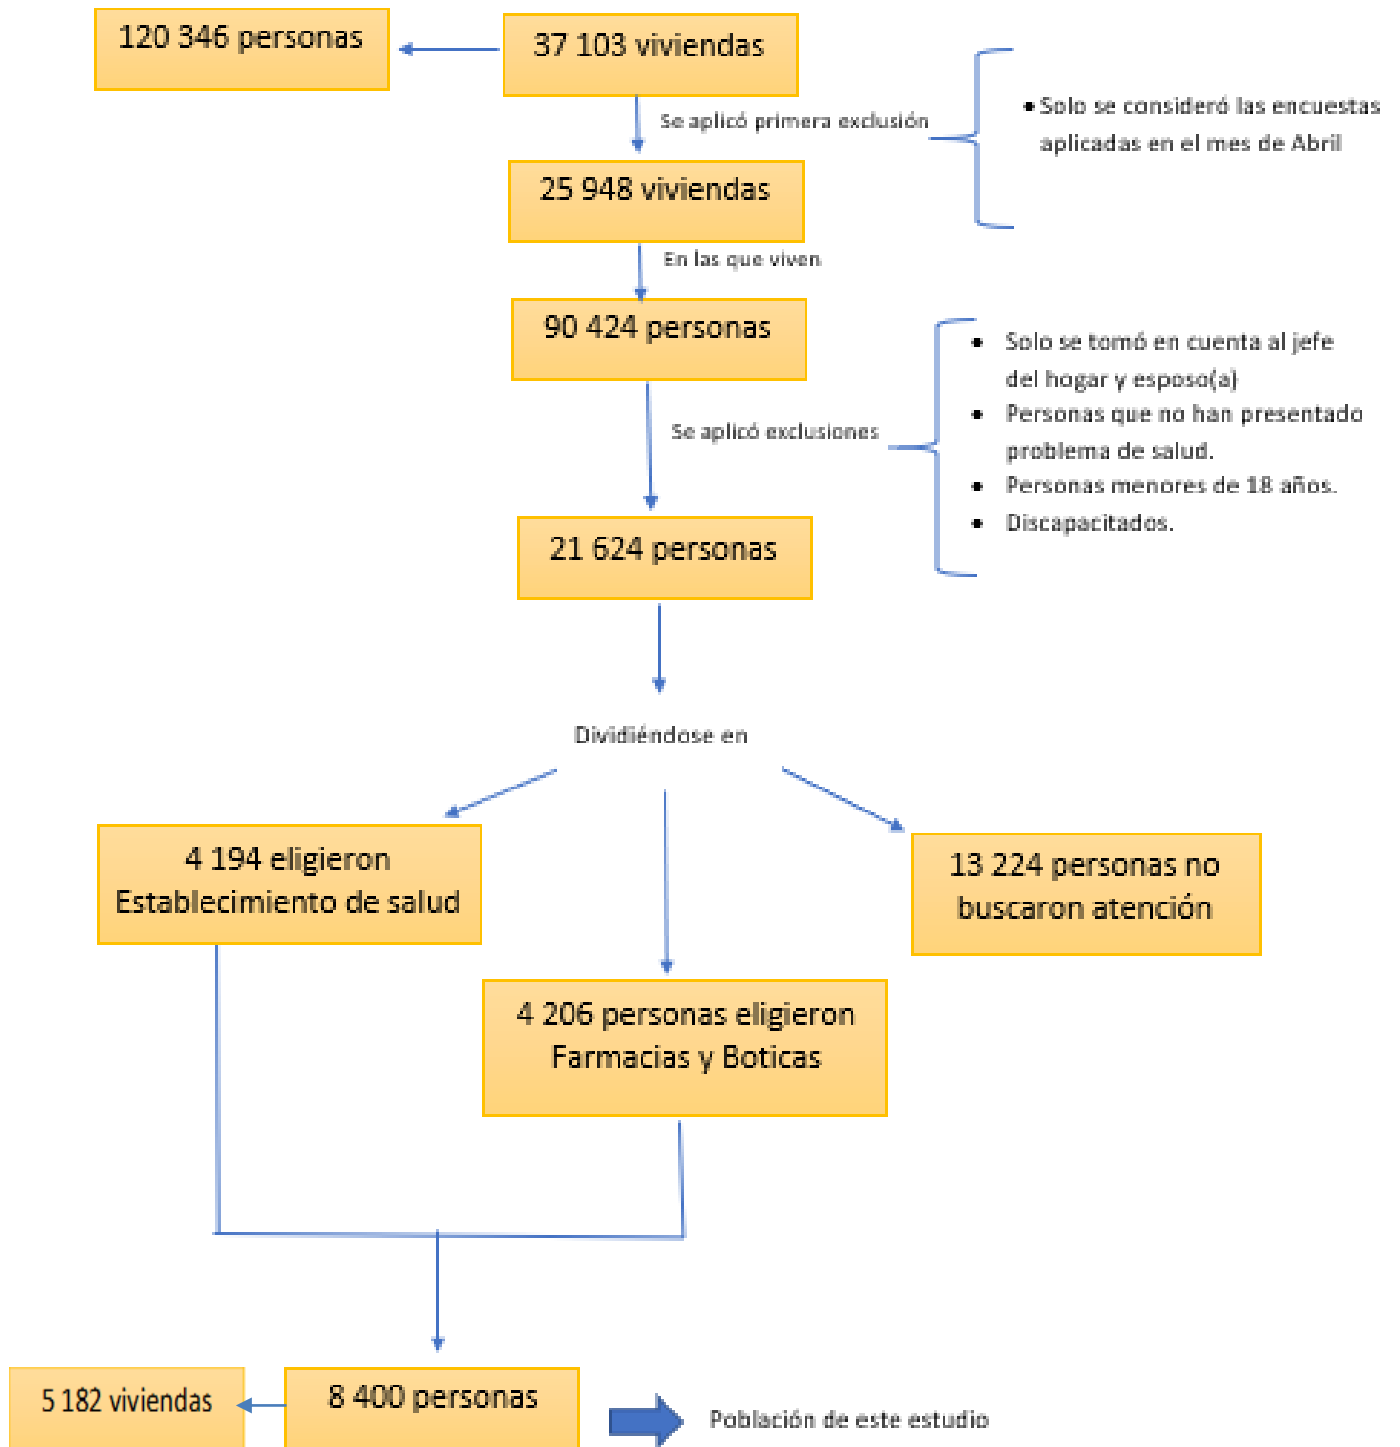 120 346 personas
37 103 viviendas
Se aplicó primera exclusión
• Solo se consideró las encuestas
aplicadas en el mes de Abril
25 948 viviendas
En las que viven
90 424 personas
Se aplicó exclusiones
• Solo se tomó en cuenta al jefe
del hogar y esposo(a)
• Personas que no han presentado
problema de salud.
• Personas menores de 18 años.
• Discapacitados.
21 624 personas
Dividiéndose en
4 194 eligieron
Establecimiento de salud
13 224 personas no
buscaron atención
4 206 personas eligieron
Farmacias y Boticas
5 182 viviendas
8 400 personas
Población de este estudio